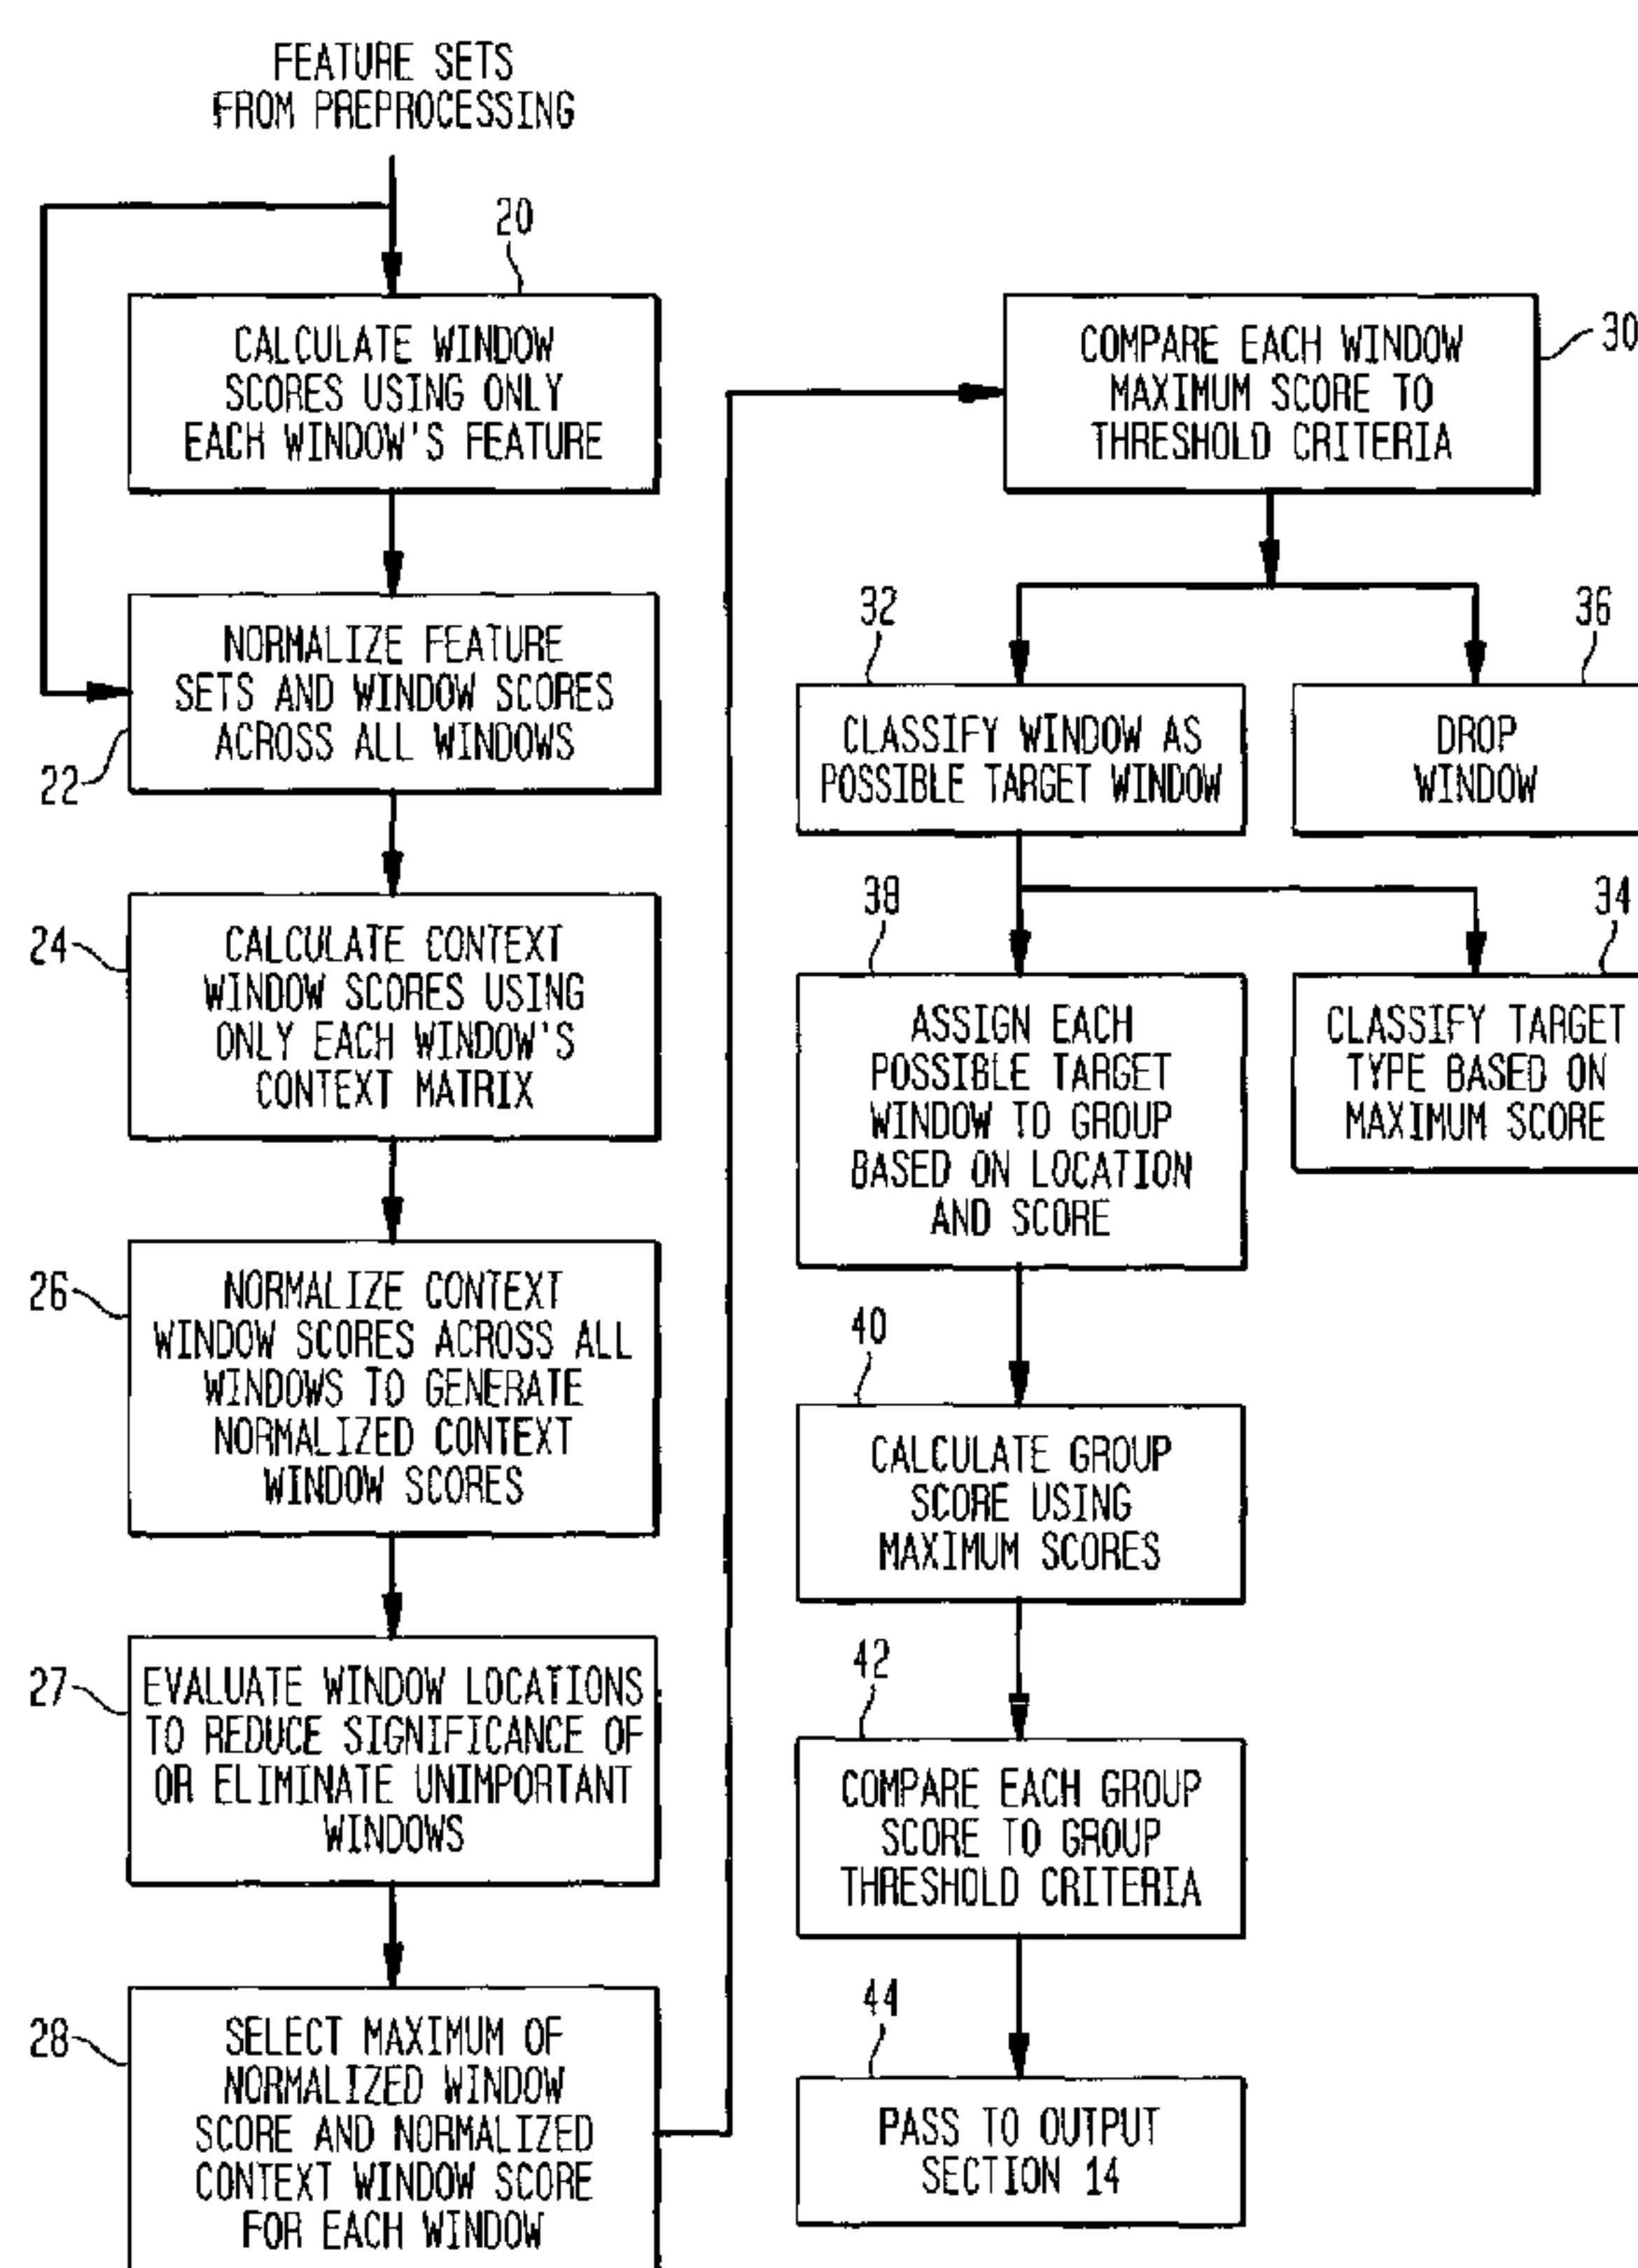 FEATURE SETS
FROM PREPROCESSING
20
CALCULATE WINDOW
SCORES USING ONLY
EACH WINDOW'S FEATURE
22
NORMALIZE FEATURE
SETS AND WINDOW SCORES
ACROSS ALL WINDOWS
24
CALCULATE CONTEXT
WINDOW SCORES USING
ONLY EACH WINDOW'S
CONTEXT MATRIX
26
NORMALIZE CONTEXT
WINDOW SCORES ACROSS ALL
WINDOWS TO GENERATE
NORMALIZED CONTEXT
WINDOW SCORES
27
EVALUATE WINDOW LOCATIONS
TO REDUCE SIGNIFICANCE OF
OR ELIMINATE UNIMPORTANT
WINDOWS
28
SELECT MAXIMUM OF
NORMALIZED WINDOW
SCORE AND NORMALIZED
CONTEXT WINDOW SCORE
FOR EACH WINDOW
30
COMPARE EACH WINDOW
MAXIMUM SCORE TO
THRESHOLD CRITERIA
32
CLASSIFY WINDOW AS
POSSIBLE TARGET WINDOW
36
DROP
WINDOW
38
ASSIGN EACH
POSSIBLE TARGET
WINDOW TO GROUP
BASED ON LOCATION
AND SCORE
34
CLASSIFY TARGET
TYPE BASED ON
MAXIMUM SCORE
40
CALCULATE GROUP
SCORE USING
MAXIMUM SCORES
42
COMPARE EACH GROUP
SCORE TO GROUP
THRESHOLD CRITERIA
44
PASS TO OUTPUT
SECTION 14